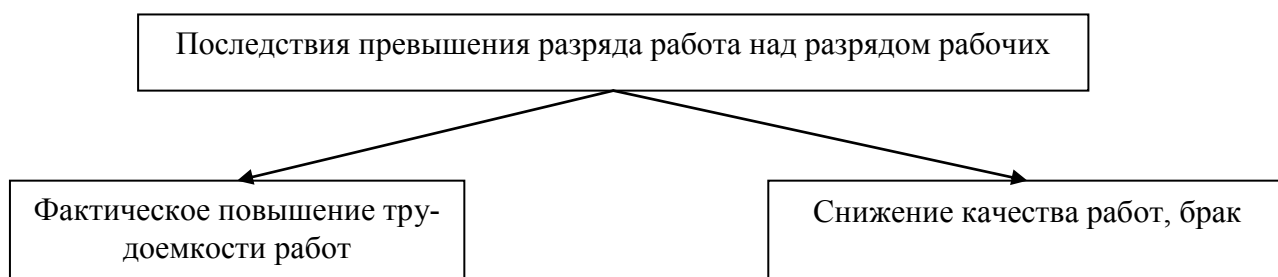 Последствия превышения разряда работа над разрядом рабочих
Фактическое повышение тру-
доемкости работ
Снижение качества работ, брак